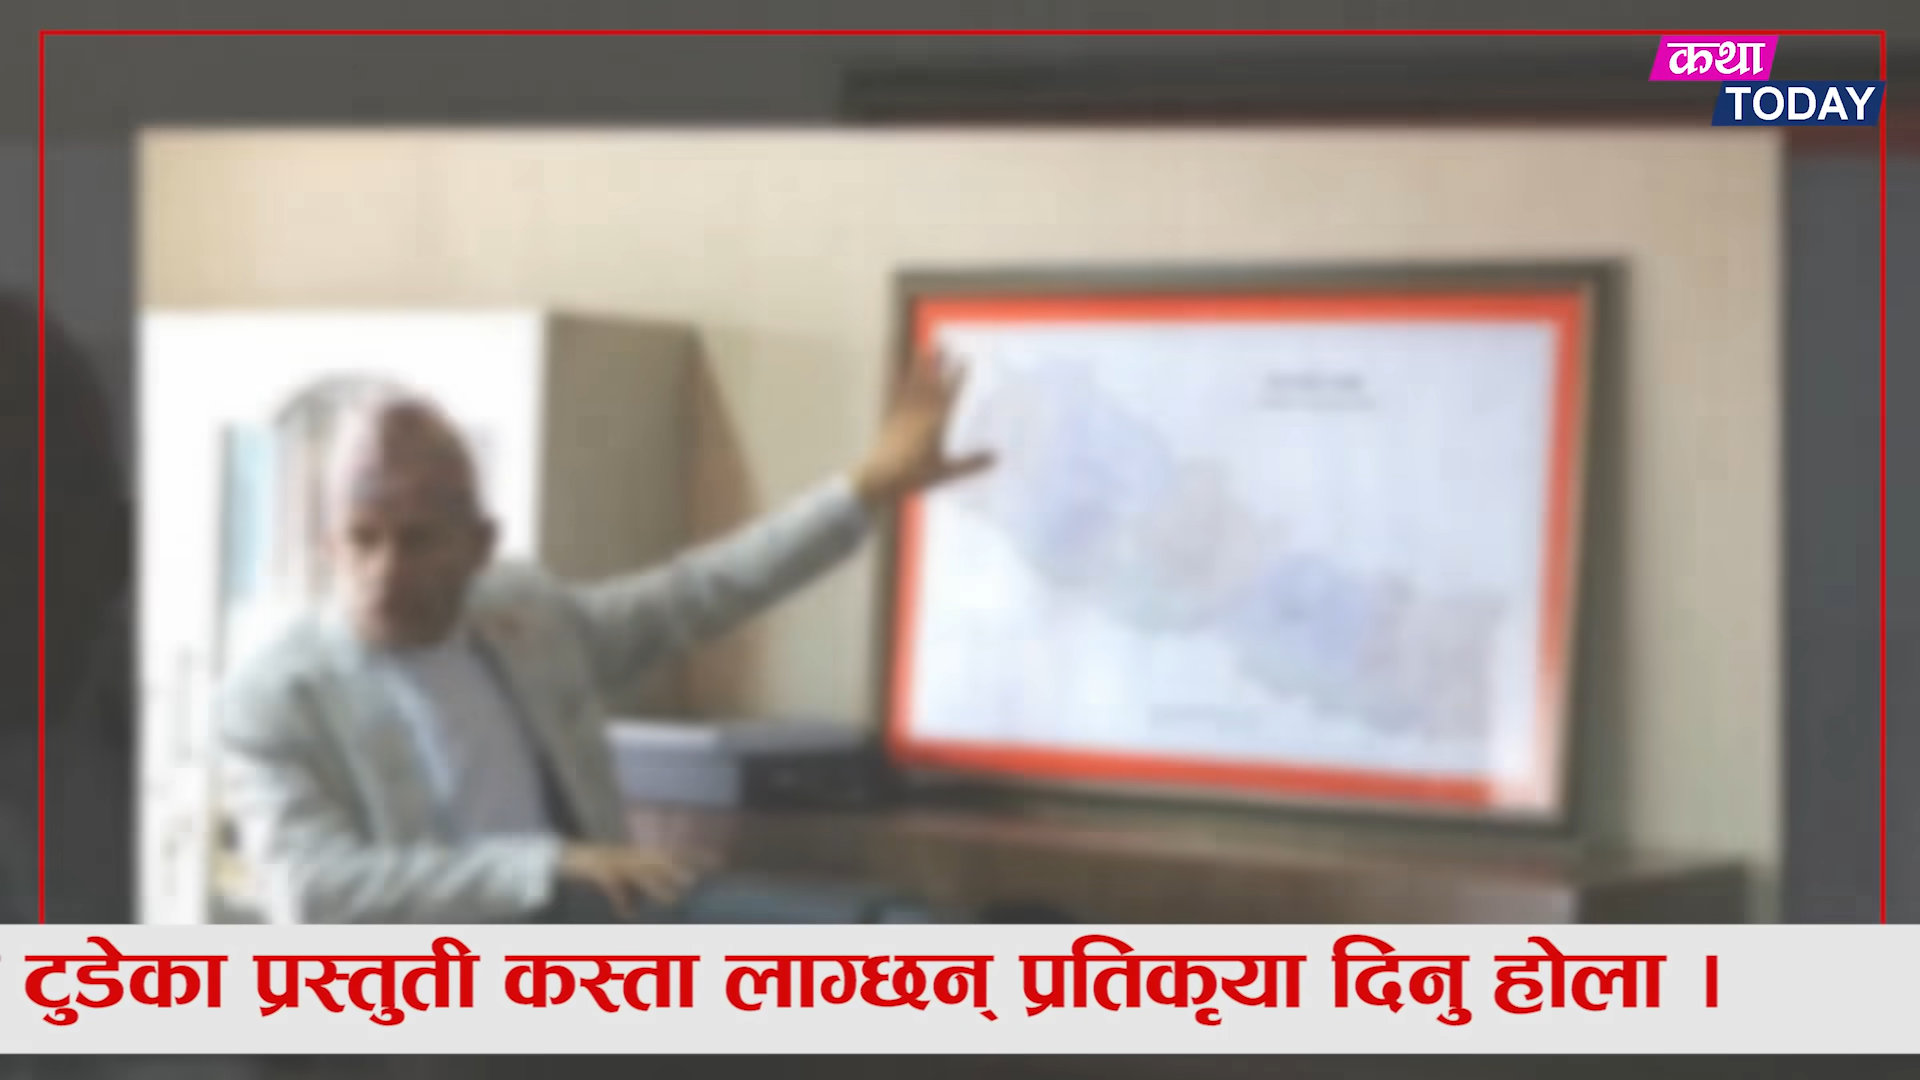 कथा
TODAY
टुडेका प्रस्तुती कस्ता लाग्छन् प्रतिकृया दिनु होला ।